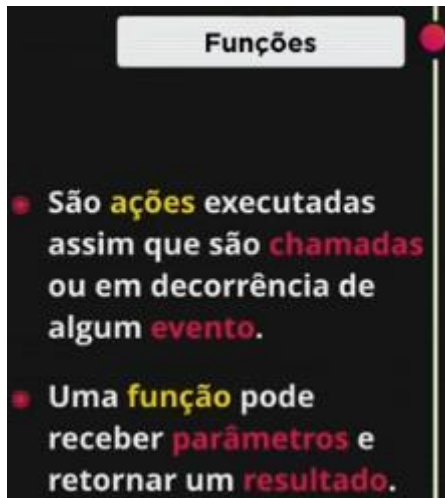 Funções
São ações executadas
assim que são chamadas
ou em decorrência de
algum evento.
Uma função pode
receber parâmetros e
retornar um resultado.